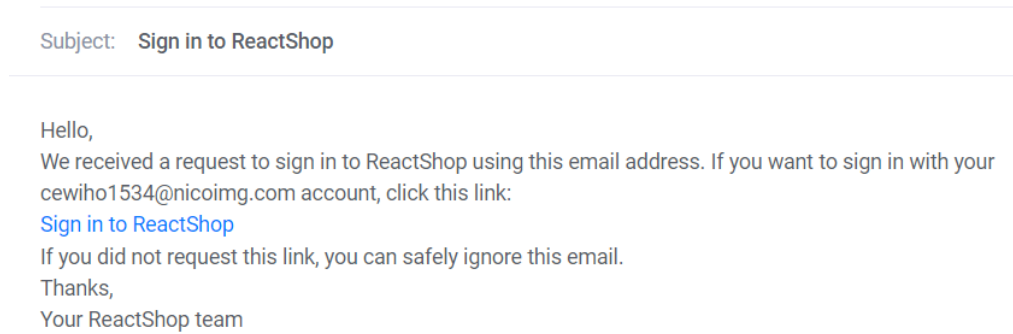 Subject: Sign in to ReactShop
Hello,
We received a request to sign in to ReactShop using this email address. If you want to sign in with your
cewiho1534@nicoimg.com account, click this link:
Sign in to ReactShop
If you did not request this link, you can safely ignore this email.
Thanks,
Your ReactShop team